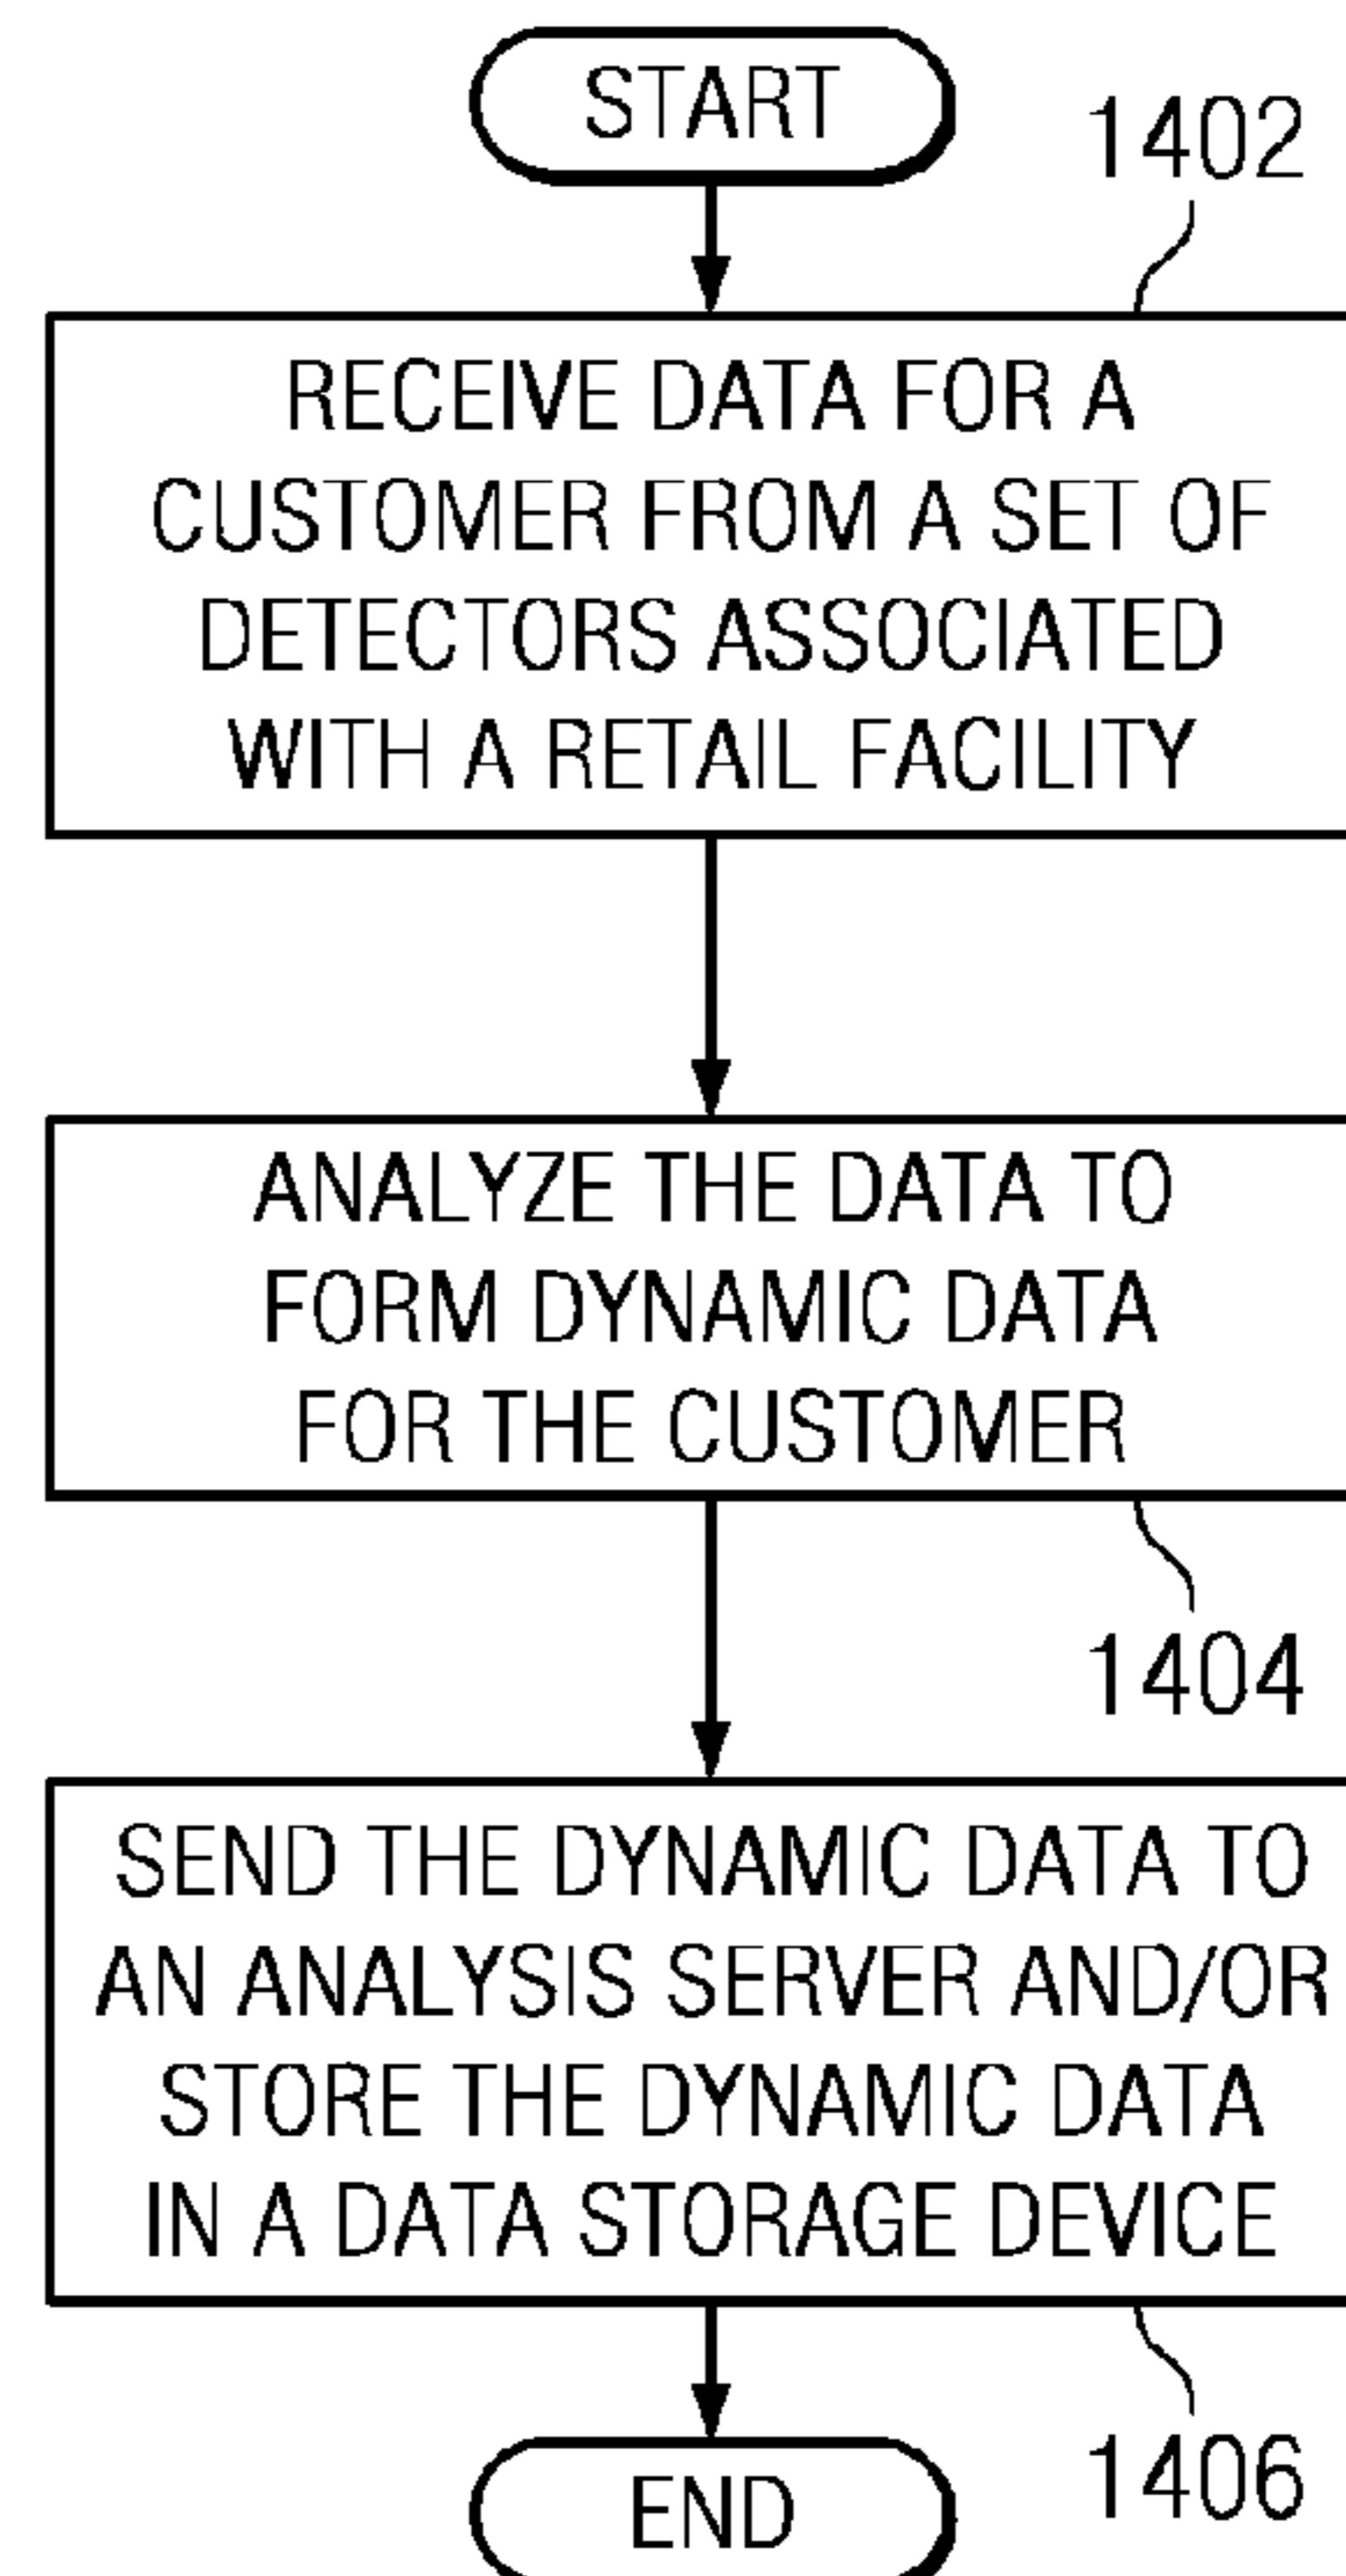 START
1402
RECEIVE DATA FOR A
CUSTOMER FROM A SET OF
DETECTORS ASSOCIATED
WITH A RETAIL FACILITY
ANALYZE THE DATA TO
FORM DYNAMIC DATA
FOR THE CUSTOMER
1404
SEND THE DYNAMIC DATA TO
AN ANALYSIS SERVER AND/OR
STORE THE DYNAMIC DATA
IN A DATA STORAGE DEVICE
1406
END